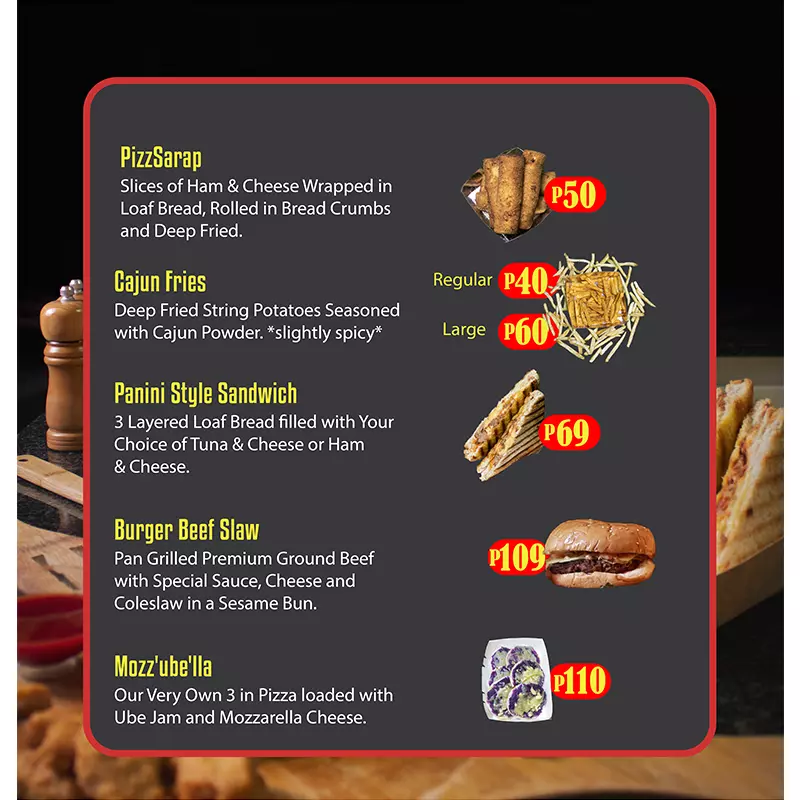 PizzSarap
Slices of Ham & Cheese Wrapped in
Loaf Bread, Rolled in Bread Crumbs
and Deep Fried.
P50
Cajun Fries
Deep Fried String Potatoes Seasoned
with Cajun Powder. *slightly spicy*
Regular P40
Large P60
Panini Style Sandwich
3 Layered Loaf Bread filled with Your
Choice of Tuna & Cheese or Ham
& Cheese.
P69
Burger Beef Slaw
Pan Grilled Premium Ground Beef
with Special Sauce, Cheese and
Coleslaw in a Sesame Bun.
P109
Mozz'ube'lla
Our Very Own 3 in Pizza loaded with
Ube Jam and Mozzarella Cheese.
P110